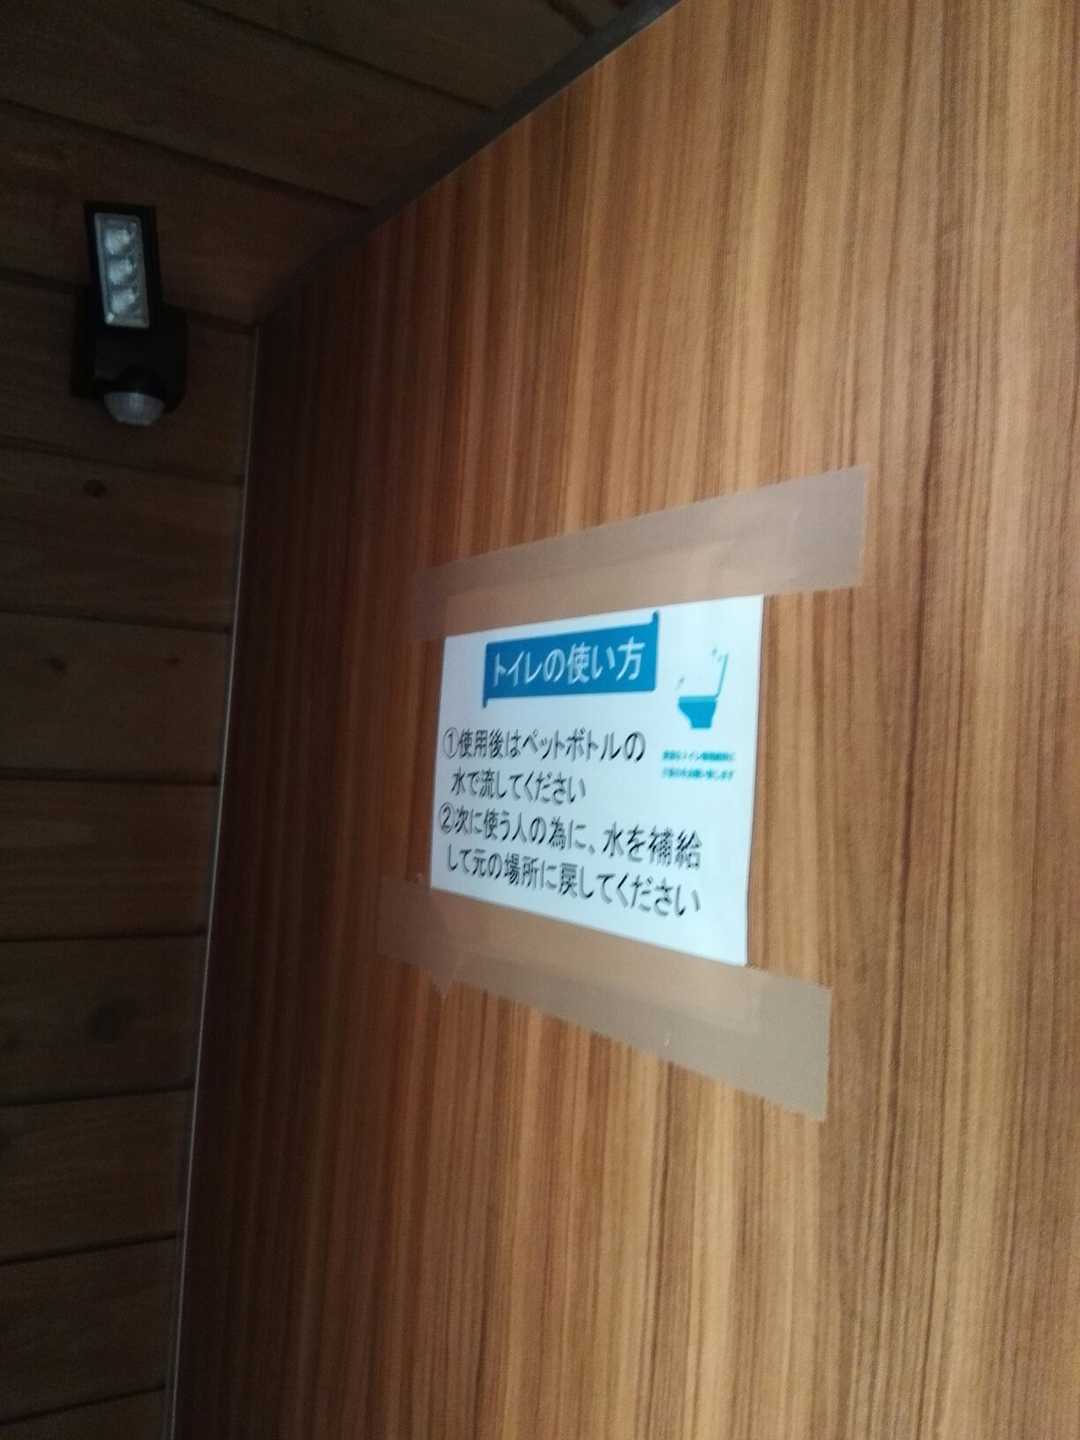 トイレの使い方
①使用後はペットボトルの
水で流してください
②次に使う人の為に、水を補給
して元の場所に戻してください